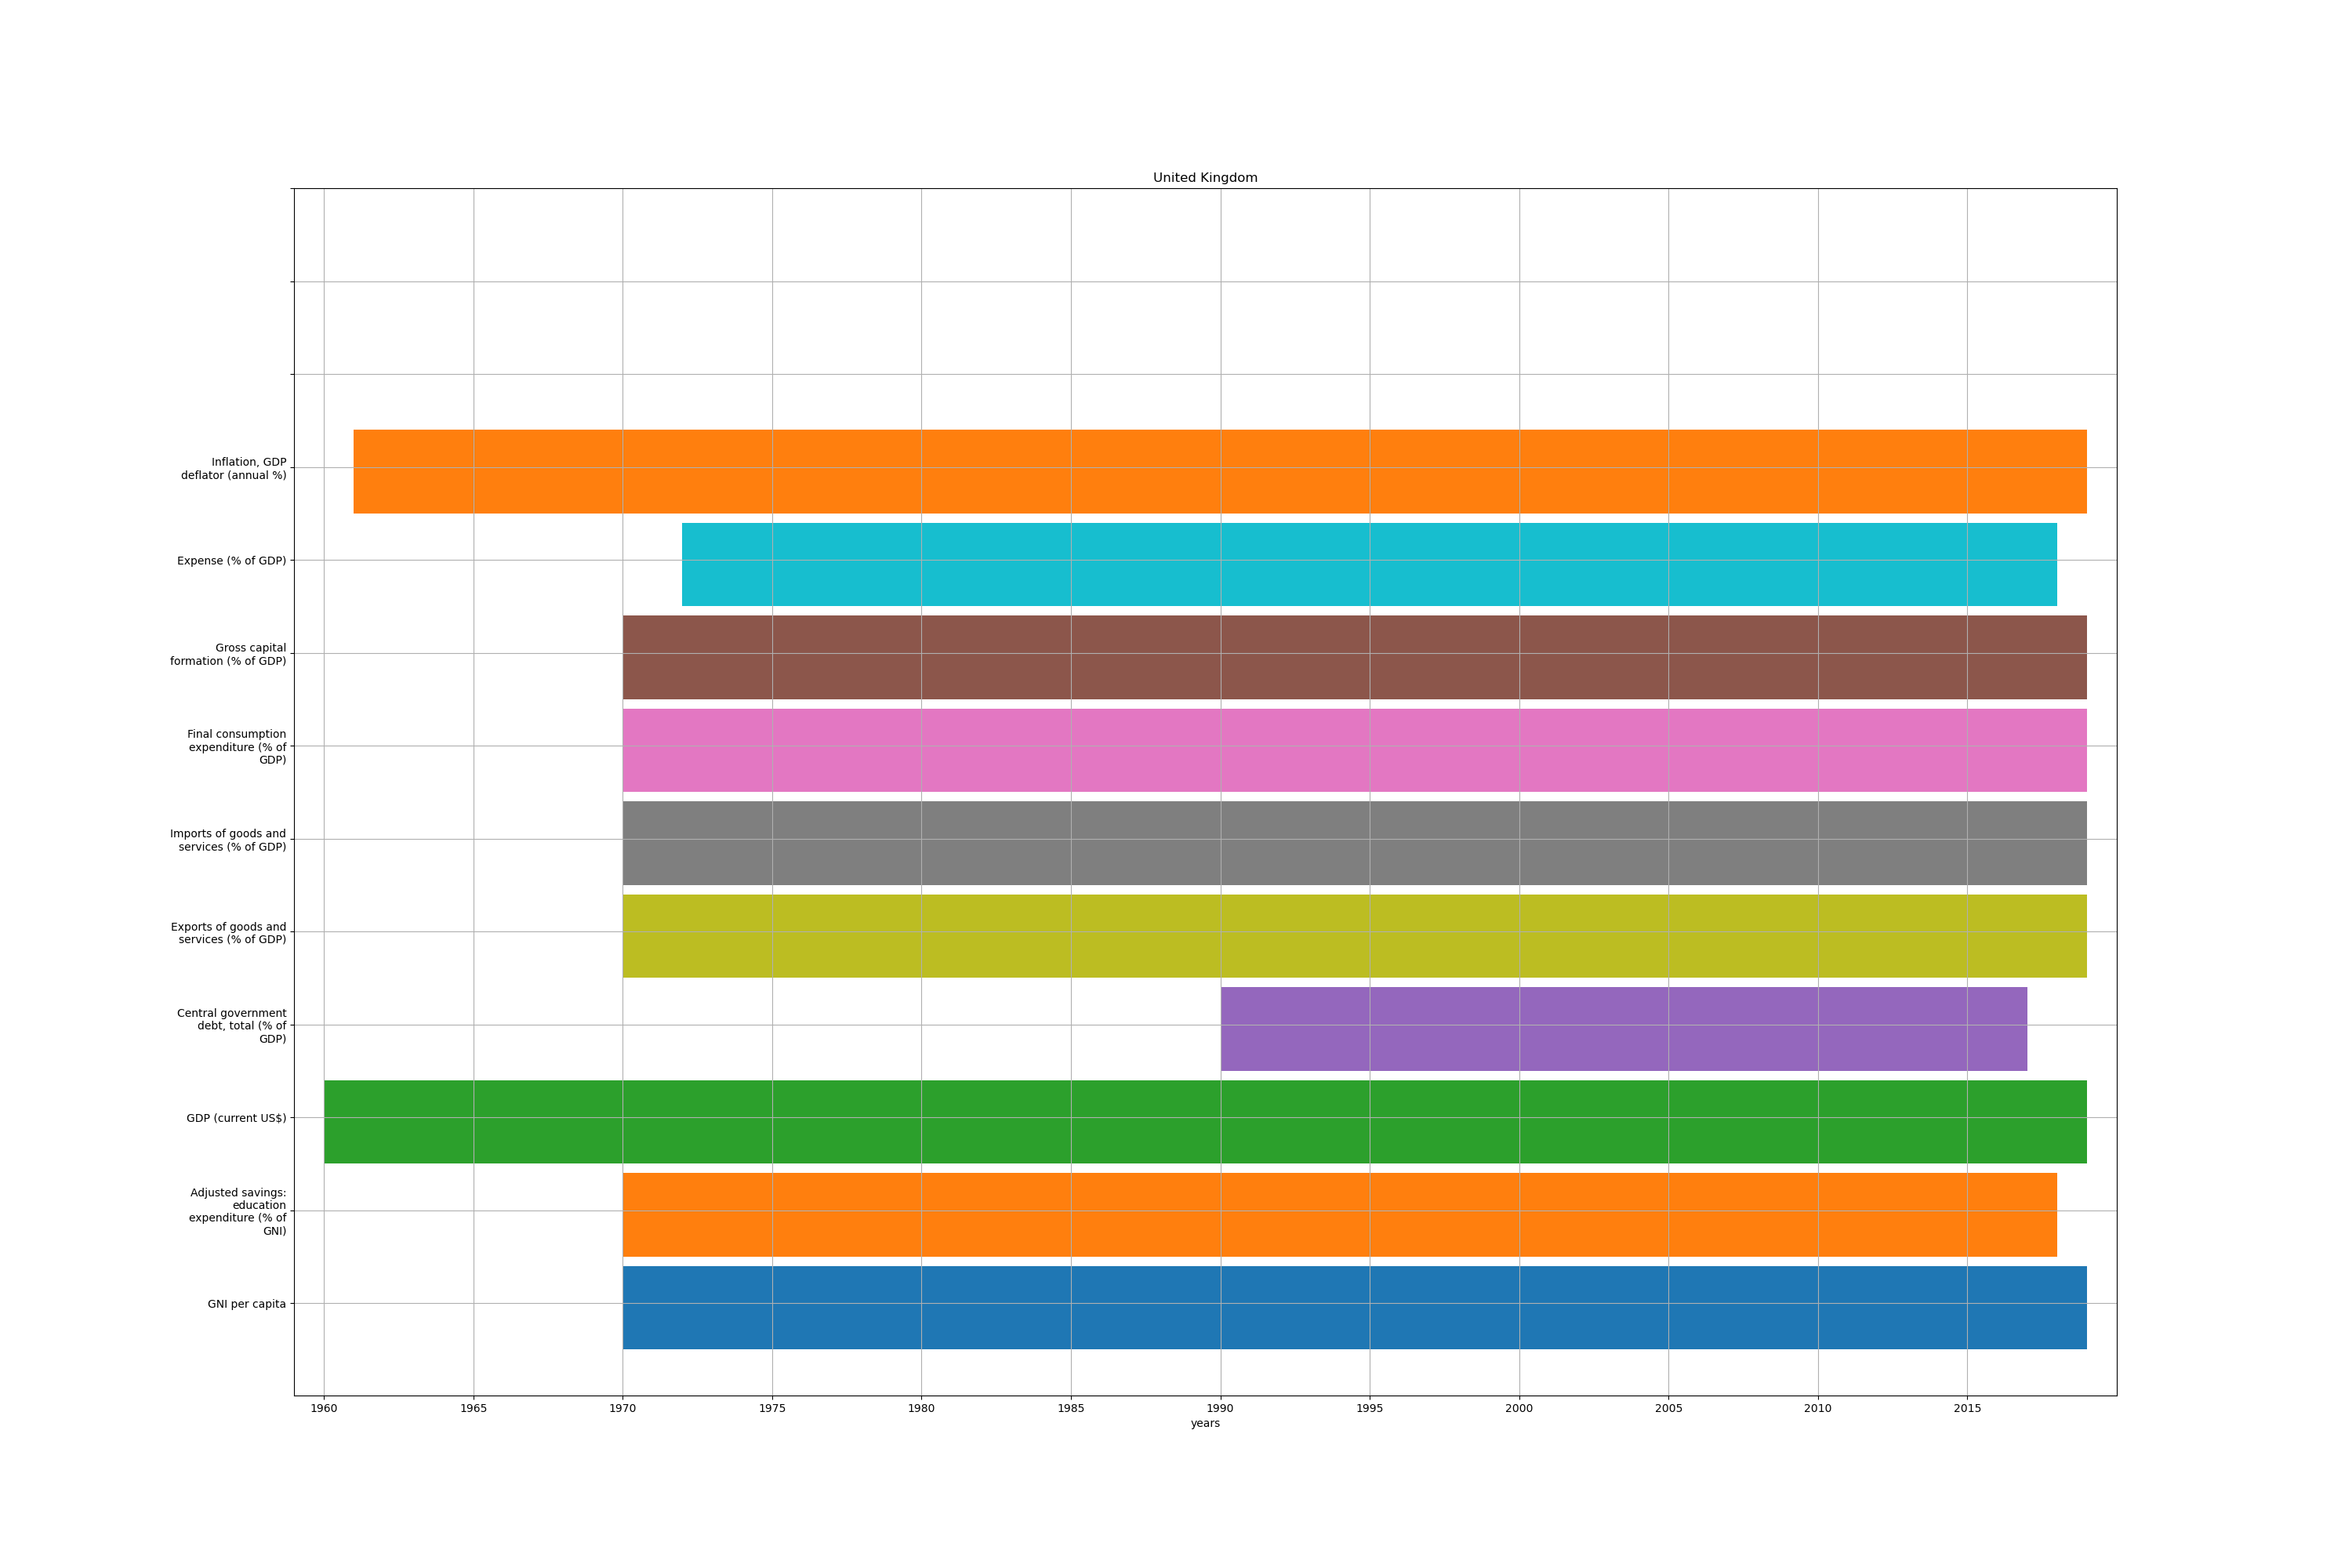 United Kingdom
Inflation, GDP
deflator (annual %)
Expense (% of GDP)
Gross capital
formation (% of GDP)
Final consumption
expenditure (% of
GDP)
Imports of goods and
services (% of GDP)
Exports of goods and
services (% of GDP)
Central government
debt, total (% of
GDP)
GDP (current US$)
Adjusted savings:
education
expenditure (% of
GNI)
GNI per capita
1960 1965 1970 1975 1980 1985 1990 1995 2000 2005 2010 2015
years